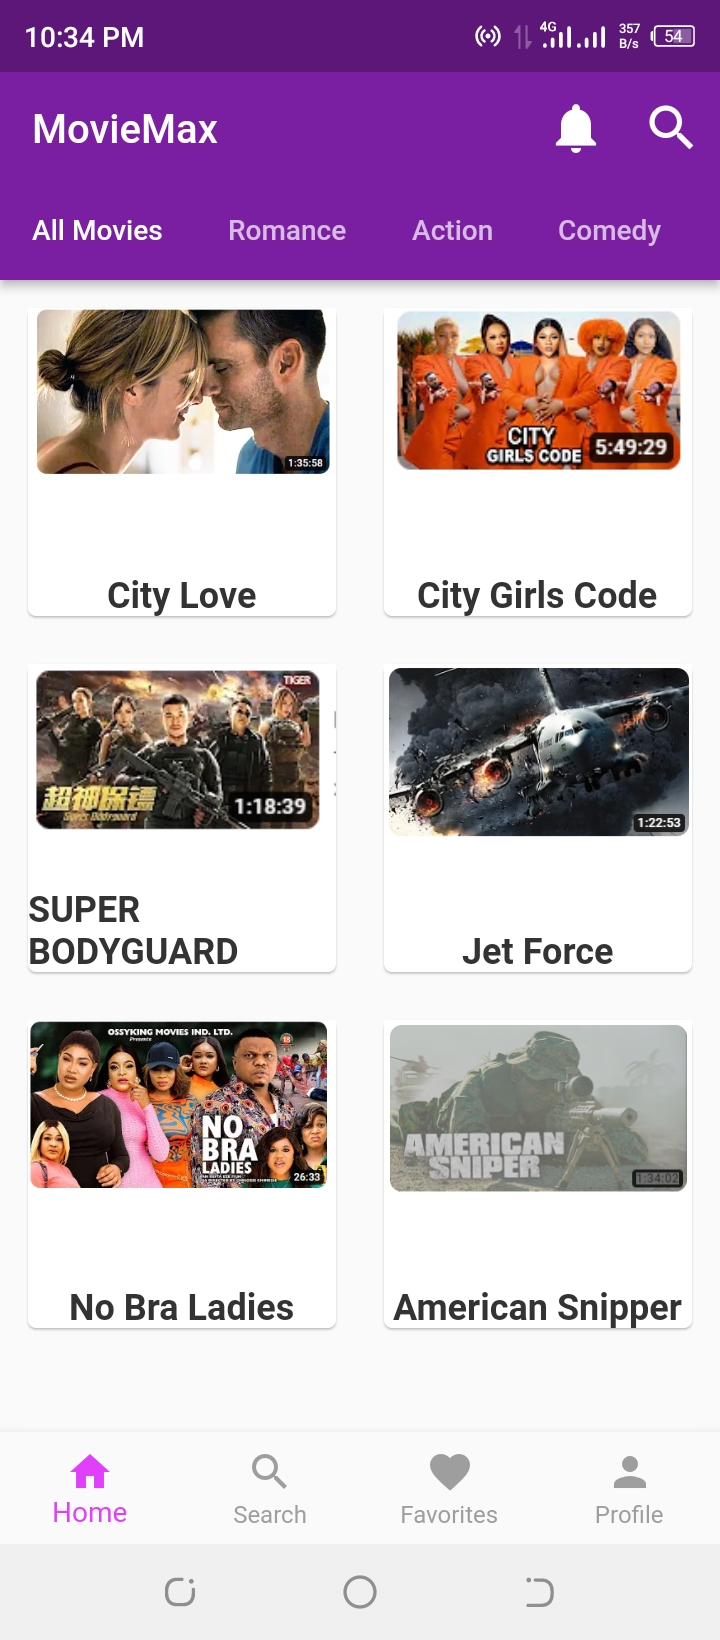 10:34 PM
4G
357
B/s
54
MovieMax
All Movies
Romance
Action
Comedy
1:35:58
CITY
GIRLS CODE
5:49:29
City Love
City Girls Code
TIGER
超神保镖
Super Bodyguard
1:18:39
1:22:53
SUPER
BODYGUARD
Jet Force
OSSYKING MOVIES IND. LTD.
Presents
18
NO
BRA
LADIES
26:33
AMERICAN
SNIPER
1:34:02
No Bra Ladies
American Snipper
Home
Search
Favorites
Profile